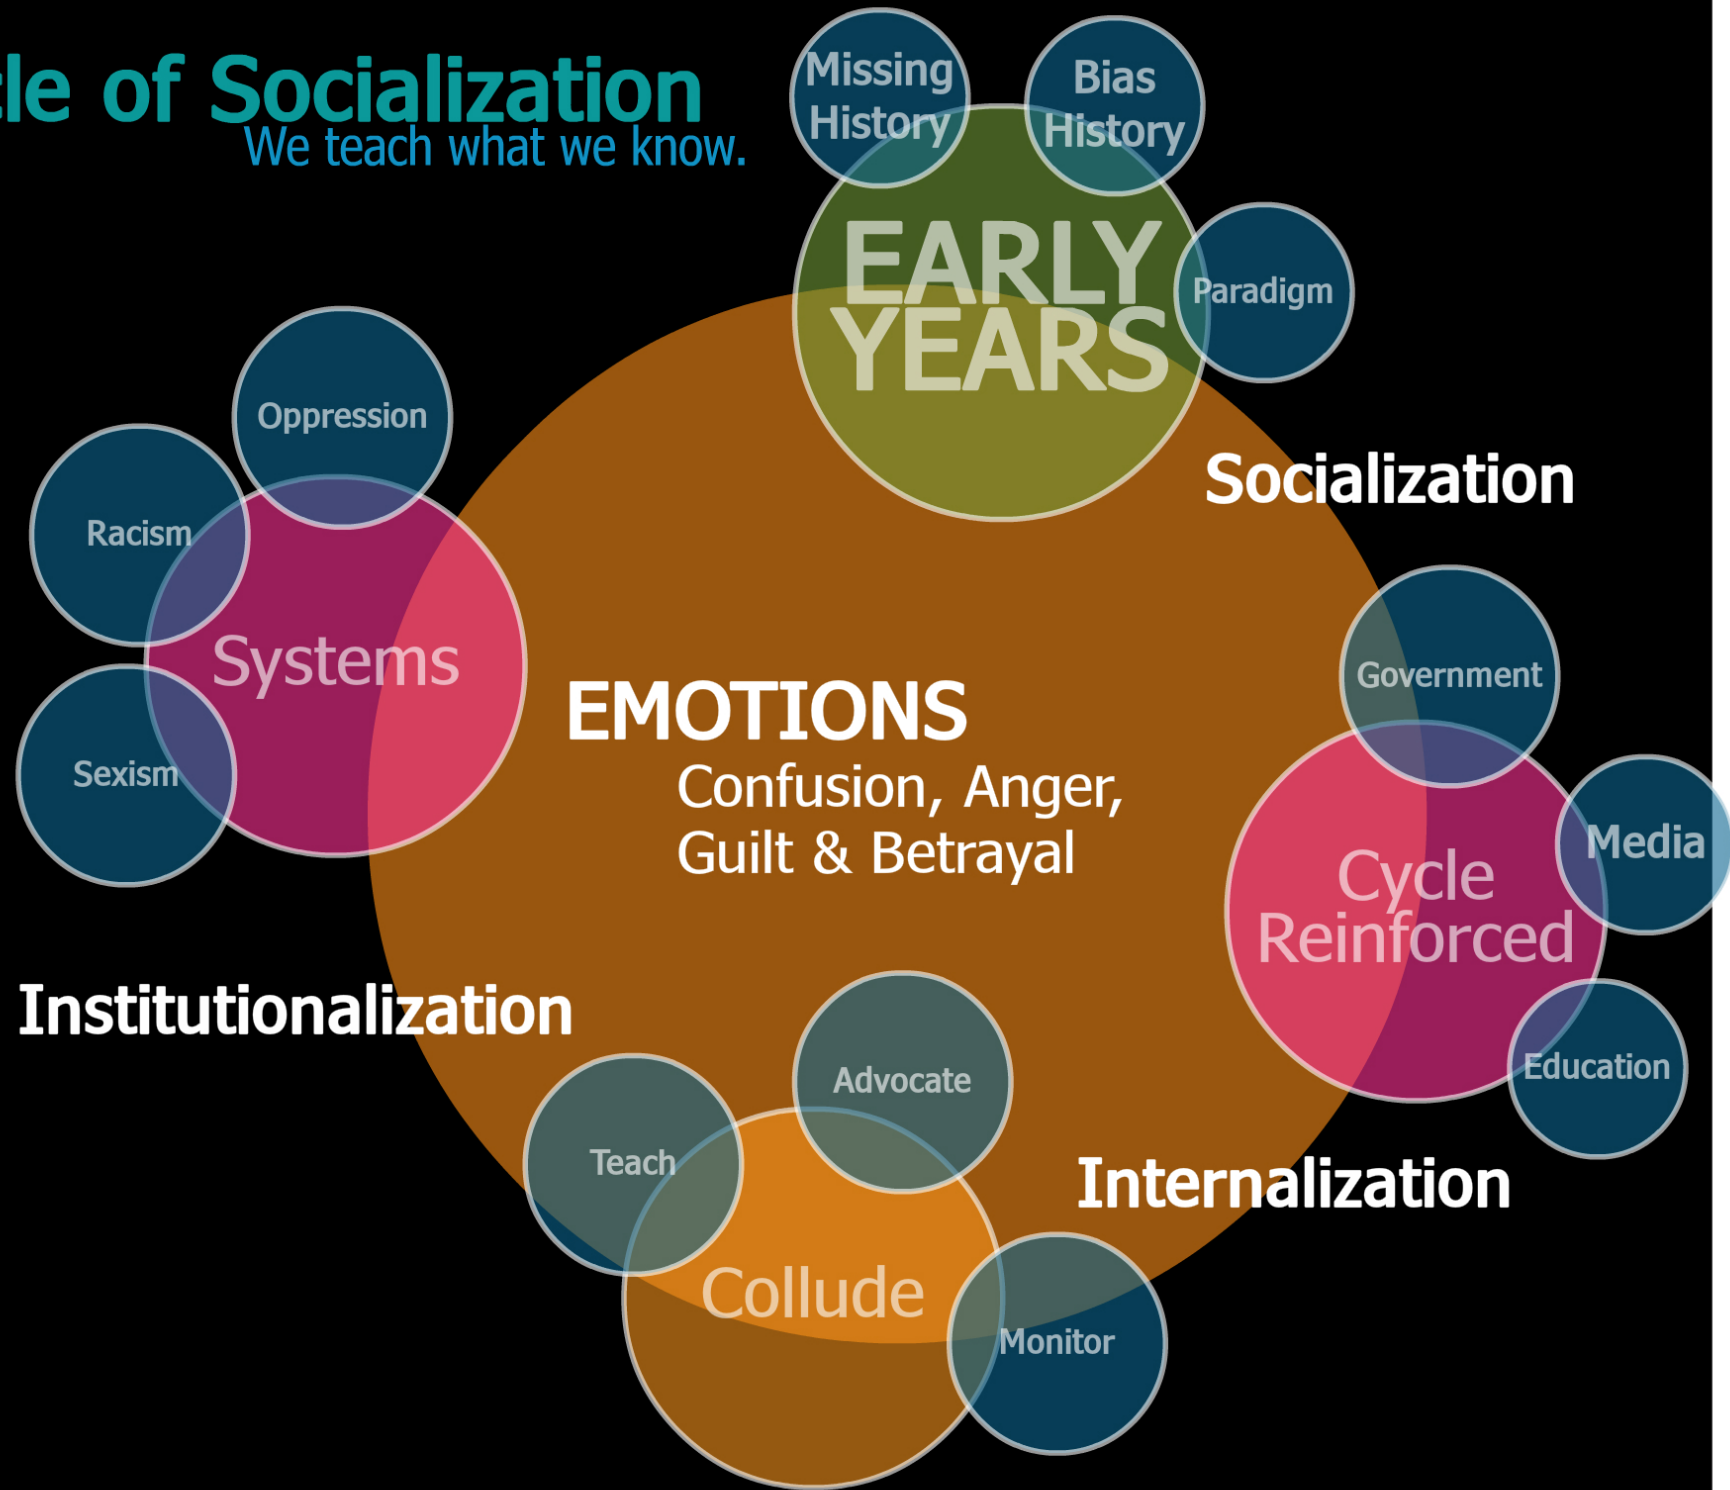 cle of Socialization
We teach what we know.
Missing
History
Bias
History
EARLY
YEARS
Paradigm
Socialization
Oppression
Racism
Systems
Sexism
EMOTIONS
Confusion, Anger,
Guilt & Betrayal
Government
Media
Cycle
Reinforced
Education
Institutionalization
Internalization
Advocate
Teach
Collude
Monitor